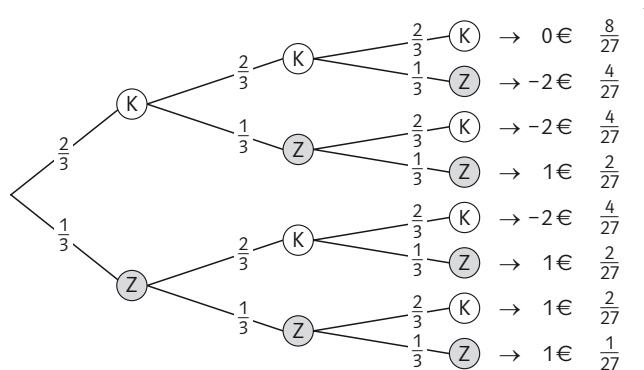 2/3 K → 0€ 8/27
2/3 K
1/3 Z → -2€ 4/27
K
2/3
2/3 K → -2€ 4/27
1/3 Z
1/3 Z → 1€ 2/27
2/3
1/3
2/3 K → -2€ 4/27
2/3 K
1/3 Z → 1€ 2/27
Z
2/3 K → 1€ 2/27
1/3 Z
1/3 Z → 1€ 1/27